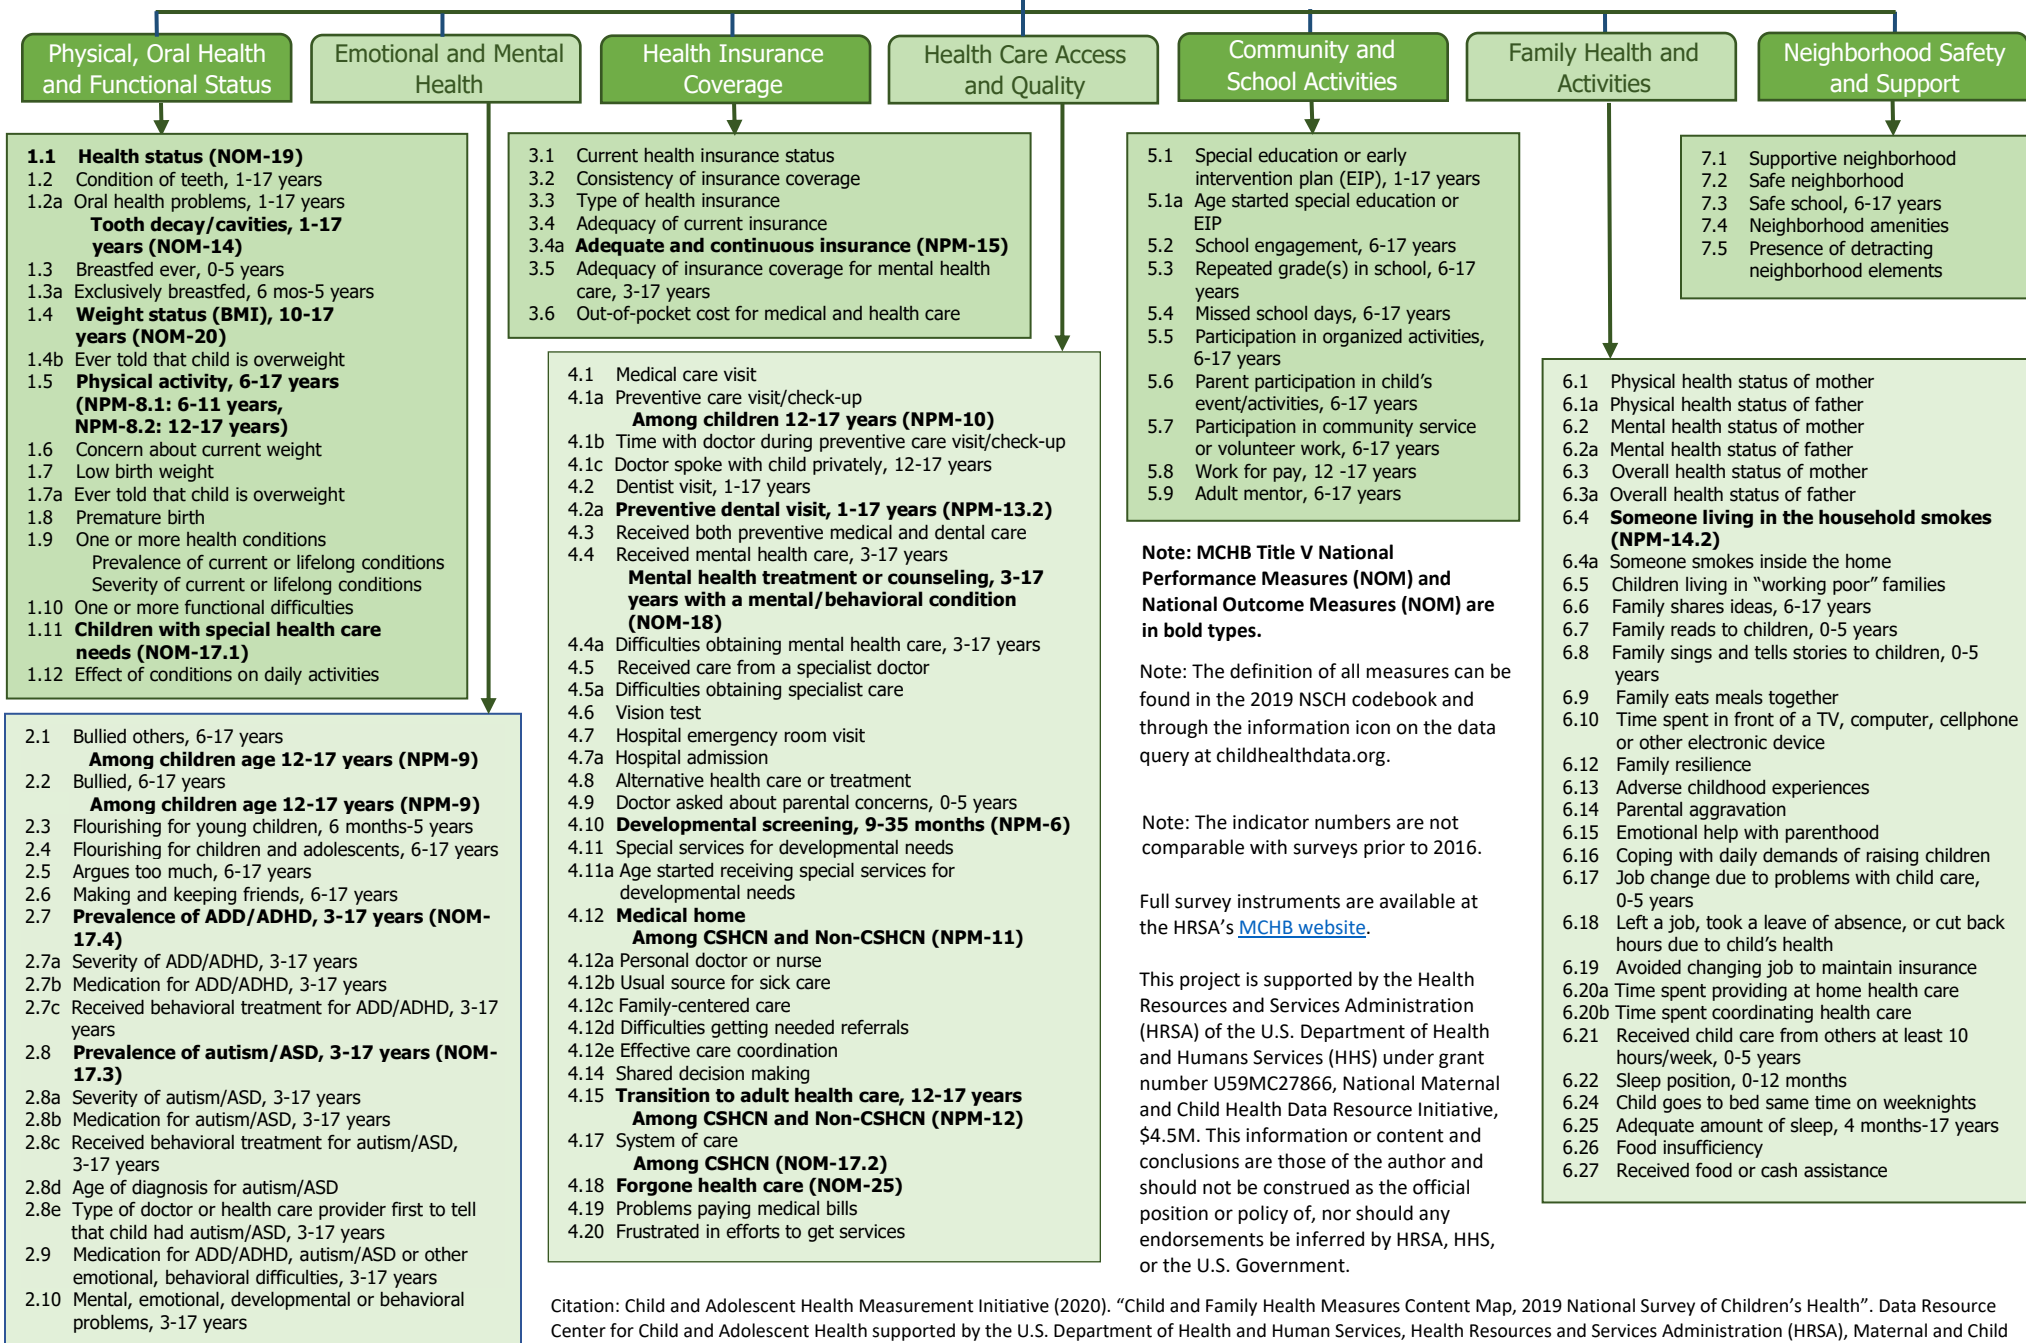 Physical, Oral Health
and Functional Status
Emotional and Mental
Health
Health Insurance
Coverage
Health Care Access
and Quality
Community and
School Activities
Family Health and
Activities
Neighborhood Safety
and Support
1.1 Health status (NOM-19)
1.2 Condition of teeth, 1-17 years
1.2a Oral health problems, 1-17 years
Tooth decay/cavities, 1-17
years (NOM-14)
1.3 Breastfed ever, 0-5 years
1.3a Exclusively breastfed, 6 mos-5 years
1.4 Weight status (BMI), 10-17
years (NOM-20)
1.4b Ever told that child is overweight
1.5 Physical activity, 6-17 years
(NPM-8.1: 6-11 years,
NPM-8.2: 12-17 years)
1.6 Concern about current weight
1.7 Low birth weight
1.7a Ever told that child is overweight
1.8 Premature birth
1.9 One or more health conditions
Prevalence of current or lifelong conditions
Severity of current or lifelong conditions
1.10 One or more functional difficulties
1.11 Children with special health care
needs (NOM-17.1)
1.12 Effect of conditions on daily activities
2.1 Bullied others, 6-17 years
Among children age 12-17 years (NPM-9)
2.2 Bullied, 6-17 years
Among children age 12-17 years (NPM-9)
2.3 Flourishing for young children, 6 months-5 years
2.4 Flourishing for children and adolescents, 6-17 years
2.5 Argues too much, 6-17 years
2.6 Making and keeping friends, 6-17 years
2.7 Prevalence of ADD/ADHD, 3-17 years (NOM-
17.4)
2.7a Severity of ADD/ADHD, 3-17 years
2.7b Medication for ADD/ADHD, 3-17 years
2.7c Received behavioral treatment for ADD/ADHD, 3-17
years
2.8 Prevalence of autism/ASD, 3-17 years (NOM-
17.3)
2.8a Severity of autism/ASD, 3-17 years
2.8b Medication for autism/ASD, 3-17 years
2.8c Received behavioral treatment for autism/ASD,
3-17 years
2.8d Age of diagnosis for autism/ASD
2.8e Type of doctor or health care provider first to tell
that child had autism/ASD, 3-17 years
2.9 Medication for ADD/ADHD, autism/ASD or other
emotional, behavioral difficulties, 3-17 years
2.10 Mental, emotional, developmental or behavioral
problems, 3-17 years
3.1 Current health insurance status
3.2 Consistency of insurance coverage
3.3 Type of health insurance
3.4 Adequacy of current insurance
3.4a Adequate and continuous insurance (NPM-15)
3.5 Adequacy of insurance coverage for mental health
care, 3-17 years
3.6 Out-of-pocket cost for medical and health care
4.1 Medical care visit
4.1a Preventive care visit/check-up
Among children 12-17 years (NPM-10)
4.1b Time with doctor during preventive care visit/check-up
4.1c Doctor spoke with child privately, 12-17 years
4.2 Dentist visit, 1-17 years
4.2a Preventive dental visit, 1-17 years (NPM-13.2)
4.3 Received both preventive medical and dental care
4.4 Received mental health care, 3-17 years
Mental health treatment or counseling, 3-17
years with a mental/behavioral condition
(NOM-18)
4.4a Difficulties obtaining mental health care, 3-17 years
4.5 Received care from a specialist doctor
4.5a Difficulties obtaining specialist care
4.6 Vision test
4.7 Hospital emergency room visit
4.7a Hospital admission
4.8 Alternative health care or treatment
4.9 Doctor asked about parental concerns, 0-5 years
4.10 Developmental screening, 9-35 months (NPM-6)
4.11 Special services for developmental needs
4.11a Age started receiving special services for
developmental needs
4.12 Medical home
Among CSHCN and Non-CSHCN (NPM-11)
4.12a Personal doctor or nurse
4.12b Usual source for sick care
4.12c Family-centered care
4.12d Difficulties getting needed referrals
4.12e Effective care coordination
4.14 Shared decision making
4.15 Transition to adult health care, 12-17 years
Among CSHCN and Non-CSHCN (NPM-12)
4.17 System of care
Among CSHCN (NOM-17.2)
4.18 Forgone health care (NOM-25)
4.19 Problems paying medical bills
4.20 Frustrated in efforts to get services
5.1 Special education or early
intervention plan (EIP), 1-17 years
5.1a Age started special education or
EIP
5.2 School engagement, 6-17 years
5.3 Repeated grade(s) in school, 6-17
years
5.4 Missed school days, 6-17 years
5.5 Participation in organized activities,
6-17 years
5.6 Parent participation in child's
event/activities, 6-17 years
5.7 Participation in community service
or volunteer work, 6-17 years
5.8 Work for pay, 12 -17 years
5.9 Adult mentor, 6-17 years
Note: MCHB Title V National
Performance Measures (NOM) and
National Outcome Measures (NOM) are
in bold types.
Note: The definition of all measures can be
found in the 2019 NSCH codebook and
through the information icon on the data
query at childhealthdata.org.
Note: The indicator numbers are not
comparable with surveys prior to 2016.
Full survey instruments are available at
the HRSA's MCHB website.
This project is supported by the Health
Resources and Services Administration
(HRSA) of the U.S. Department of Health
and Humans Services (HHS) under grant
number U59MC27866, National Maternal
and Child Health Data Resource Initiative,
$4.5M. This information or content and
conclusions are those of the author and
should not be construed as the official
position or policy of, nor should any
endorsements be inferred by HRSA, HHS,
or the U.S. Government.
7.1 Supportive neighborhood
7.2 Safe neighborhood
7.3 Safe school, 6-17 years
7.4 Neighborhood amenities
7.5 Presence of detracting
neighborhood elements
6.1 Physical health status of mother
6.1a Physical health status of father
6.2 Mental health status of mother
6.2a Mental health status of father
6.3 Overall health status of mother
6.3a Overall health status of father
6.4 Someone living in the household smokes
(NPM-14.2)
6.4a Someone smokes inside the home
6.5 Children living in "working poor" families
6.6 Family shares ideas, 6-17 years
6.7 Family reads to children, 0-5 years
6.8 Family sings and tells stories to children, 0-5
years
6.9 Family eats meals together
6.10 Time spent in front of a TV, computer, cellphone
or other electronic device
6.12 Family resilience
6.13 Adverse childhood experiences
6.14 Parental aggravation
6.15 Emotional help with parenthood
6.16 Coping with daily demands of raising children
6.17 Job change due to problems with child care,
0-5 years
6.18 Left a job, took a leave of absence, or cut back
hours due to child's health
6.19 Avoided changing job to maintain insurance
6.20a Time spent providing at home health care
6.20b Time spent coordinating health care
6.21 Received child care from others at least 10
hours/week, 0-5 years
6.22 Sleep position, 0-12 months
6.24 Child goes to bed same time on weeknights
6.25 Adequate amount of sleep, 4 months-17 years
6.26 Food insufficiency
6.27 Received food or cash assistance
Citation: Child and Adolescent Health Measurement Initiative (2020). “Child and Family Health Measures Content Map, 2019 National Survey of Children’s Health”. Data Resource
Center for Child and Adolescent Health supported by the U.S. Department of Health and Human Services, Health Resources and Services Administration (HRSA), Maternal and Child